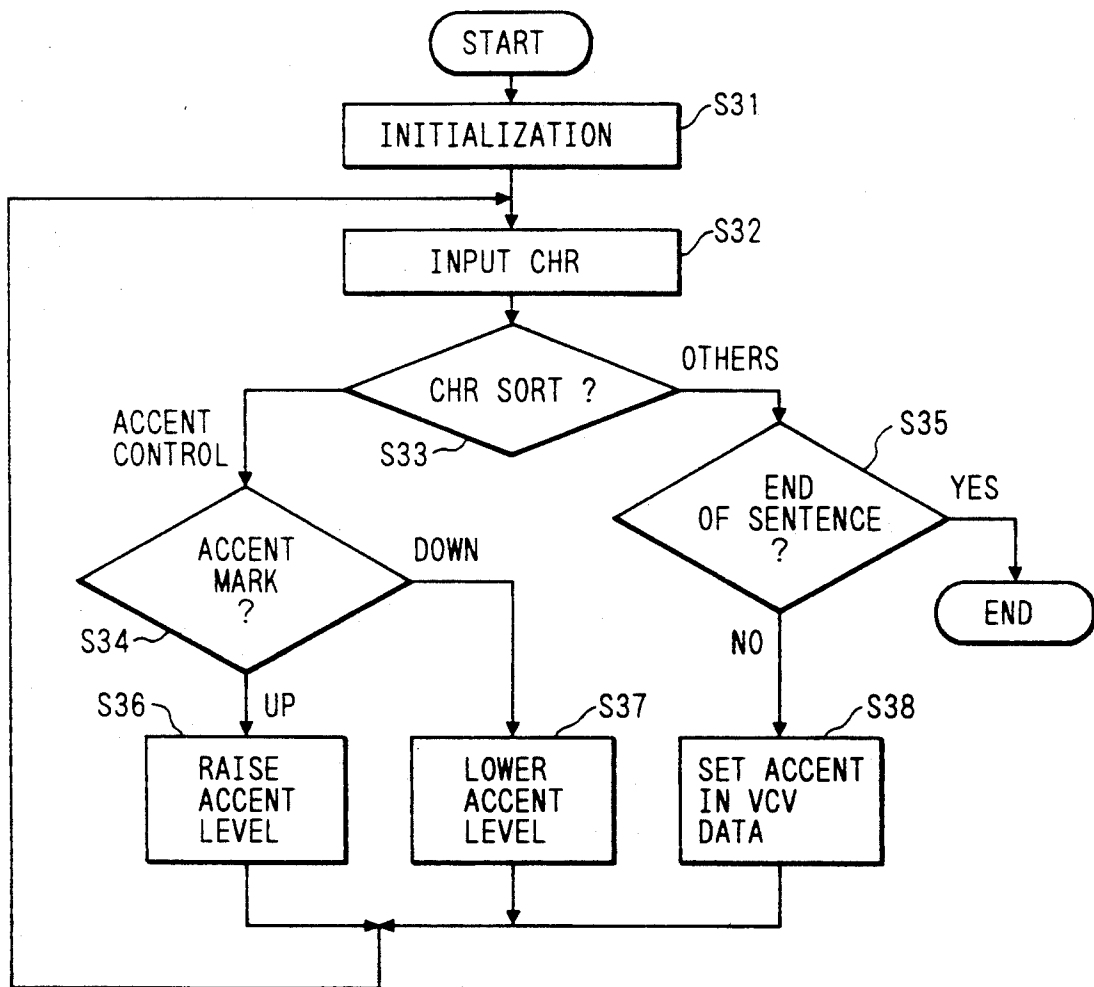 START
S31
INITIALIZATION
S32
INPUT CHR
OTHERS
CHR SORT ?
S33
ACCENT
CONTROL
S35
END
OF SENTENCE
?
YES
ACCENT
MARK
?
DOWN
S34
END
NO
S36
UP
S37
S38
RAISE
ACCENT
LEVEL
LOWER
ACCENT
LEVEL
SET ACCENT
IN VCV
DATA